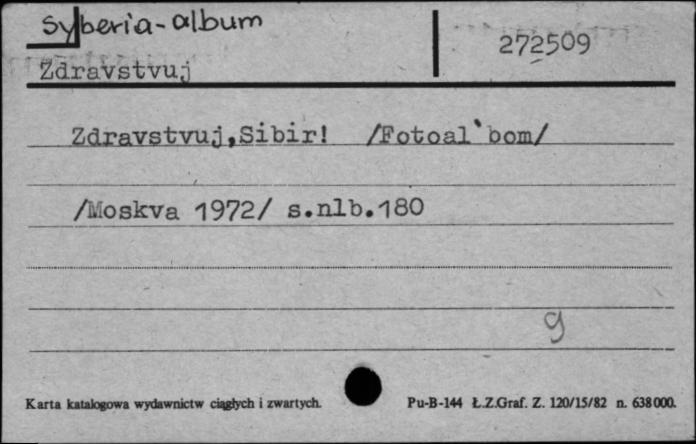 Syberia-album
272509
Zdravstvuj
Zdravstvuj,Sibir! /Fotoal`bom/
/Moskva 1972/ s.nlb.180
g
Karta katalogowa wydawnictw ciągłych i zwartych.
Pu-B-144 Ł.Z.Graf. Z. 120/15/82 n. 638000.